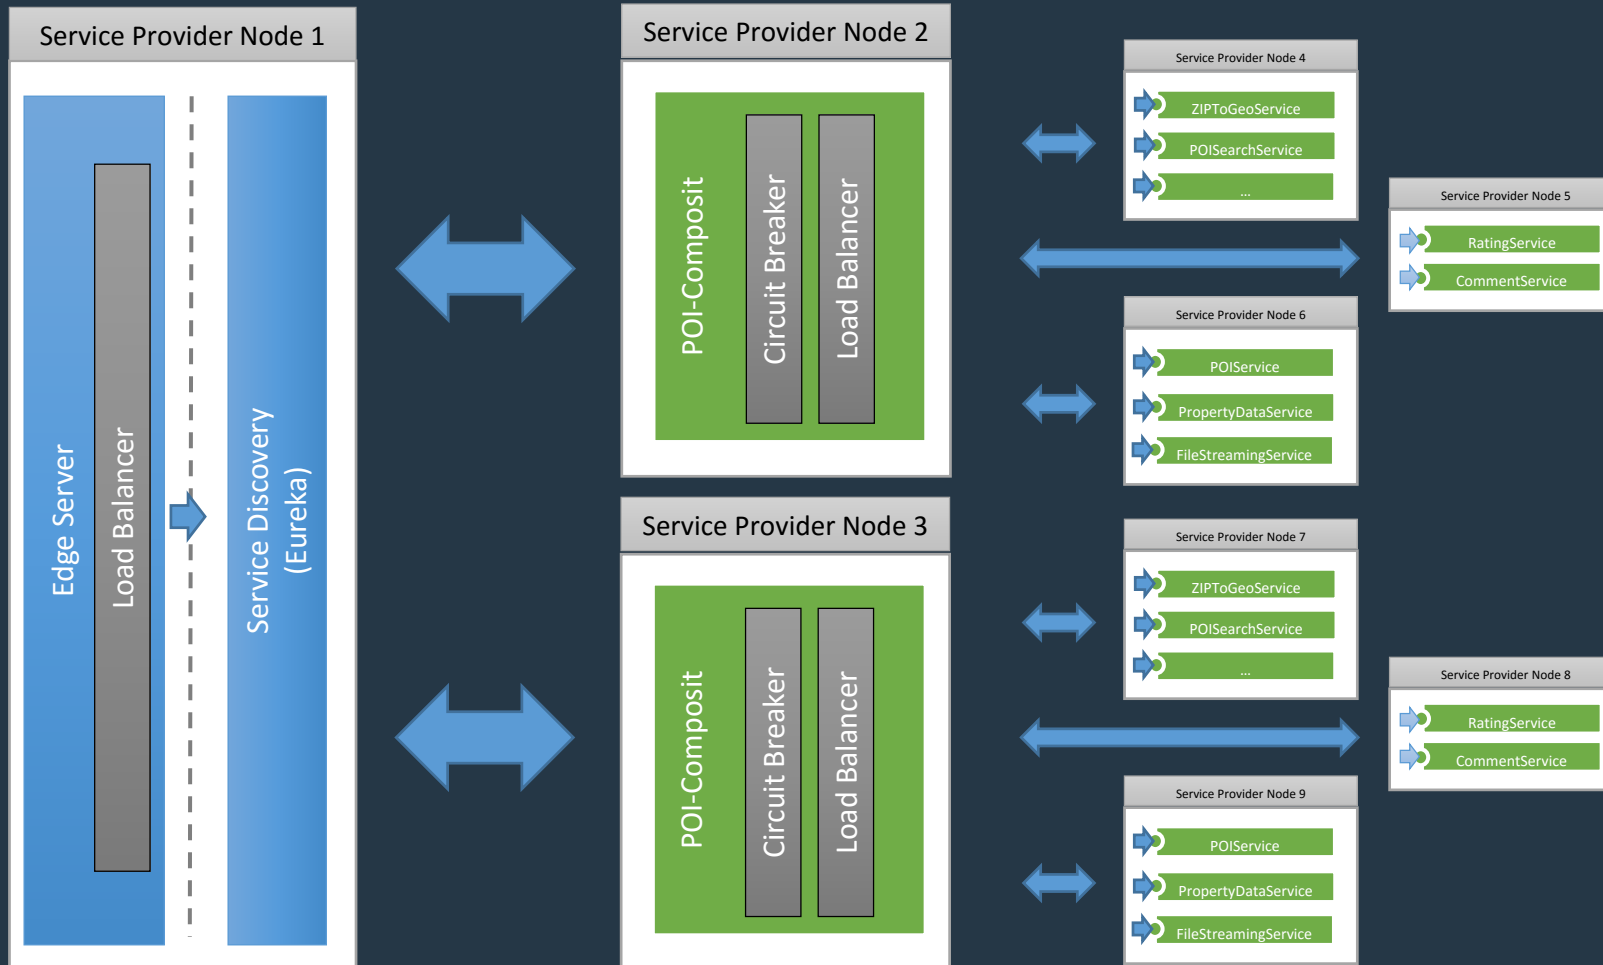 Service Provider Node 1
Edge Server
Load Balancer
Service Discovery
(Eureka)
Service Provider Node 2
POI-Composit
Circuit Breaker
Load Balancer
Service Provider Node 3
POI-Composit
Circuit Breaker
Load Balancer
Service Provider Node 4
ZIPToGeoService
POISearchService
...
Service Provider Node 5
RatingService
CommentService
Service Provider Node 6
POIService
PropertyDataService
FileStreamingService
Service Provider Node 7
ZIPToGeoService
POISearchService
...
Service Provider Node 8
RatingService
CommentService
Service Provider Node 9
POIService
PropertyDataService
FileStreamingService